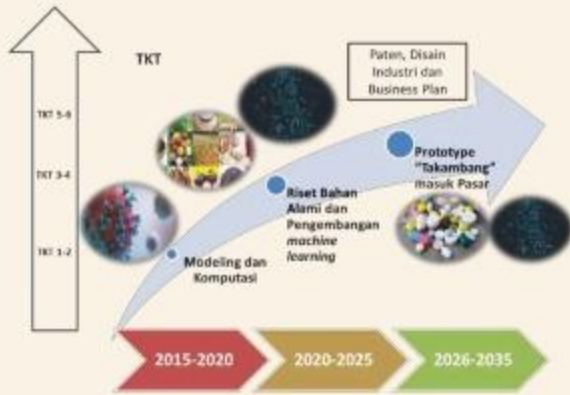 TKT
Paten, Disain
Industri dan
Business Plan
TKT 5-6
TKT 3-4
TKT 1-2
Prototype
"Takambang"
masuk Pasar
Riset Bahan
Alami dan
Pengembangan
machine
learning
Modeling dan
Komputasi
2015-2020
2020-2025
2026-2035